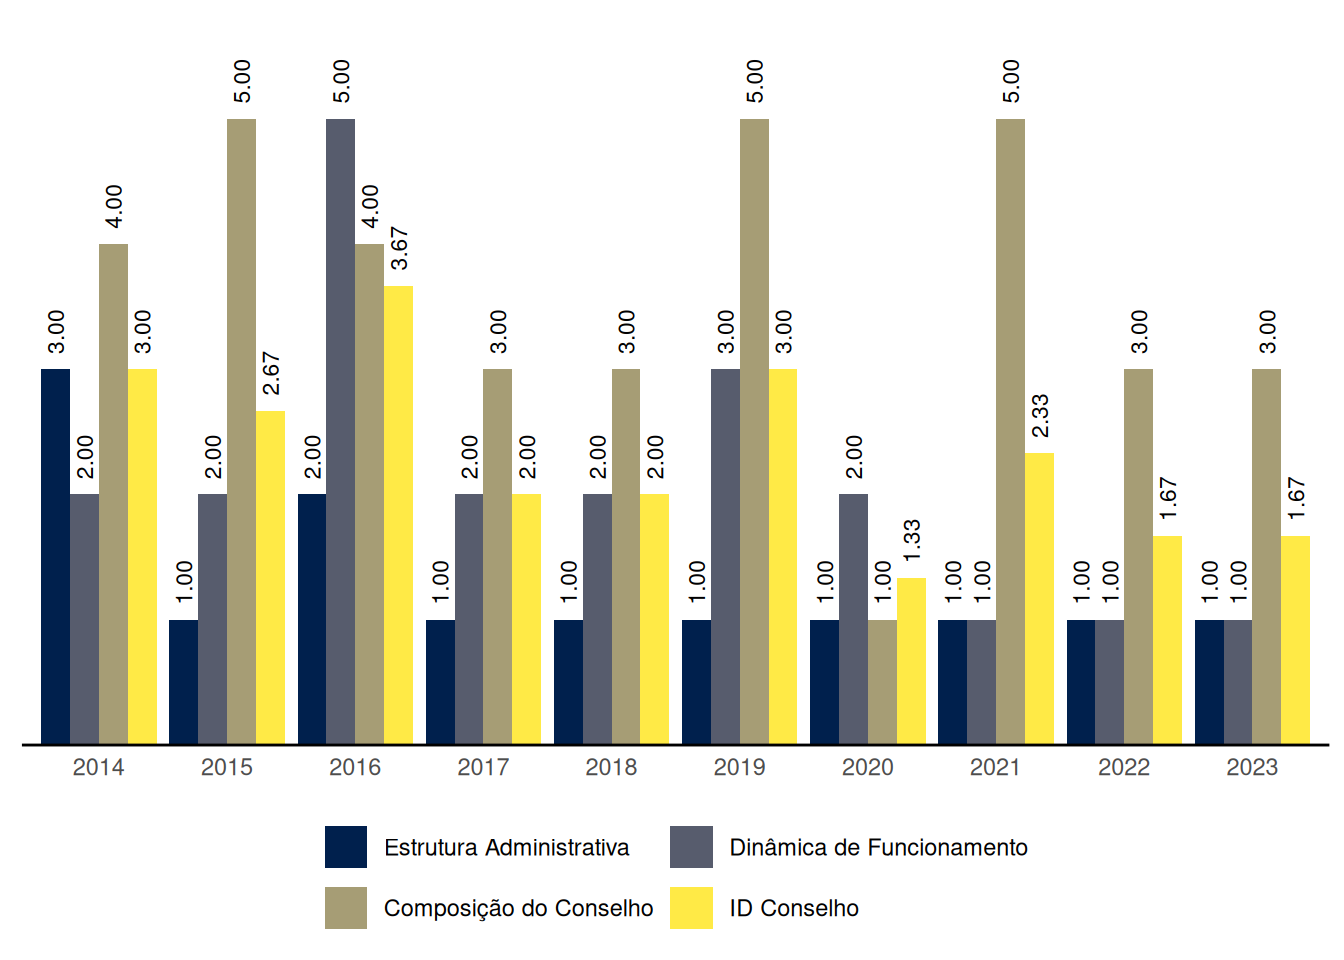 3.00 2.00 4.00 3.00
1.00 2.00 5.00 2.67
2.00 5.00 4.00 3.67
1.00 2.00 3.00 2.00
1.00 2.00 3.00 2.00
1.00 3.00 5.00 3.00
1.00 2.00 1.00 1.33
1.00 1.00 5.00 2.33
1.00 1.00 3.00 1.67
1.00 1.00 3.00 1.67
2014 2015 2016 2017 2018 2019 2020 2021 2022 2023
Estrutura Administrativa Dinâmica de Funcionamento
Composição do Conselho ID Conselho